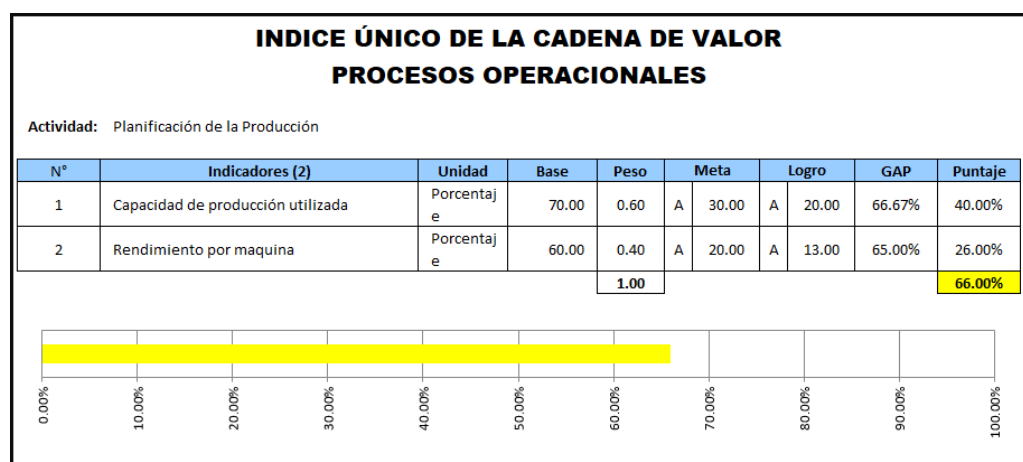 INDICE ÚNICO DE LA CADENA DE VALOR
PROCESOS OPERACIONALES
Actividad: Planificación de la Producción
N° Indicadores (2) Unidad Base Peso Meta Logro GAP Puntaje
1 Capacidad de producción utilizada Porcentaj
e 70.00 0.60 A 30.00 A 20.00 66.67% 40.00%
2 Rendimiento por maquina Porcentaj
e 60.00 0.40 A 20.00 A 13.00 65.00% 26.00%
1.00 66.00%
0.00% 10.00% 20.00% 30.00% 40.00% 50.00% 60.00% 70.00% 80.00% 90.00% 100.00%